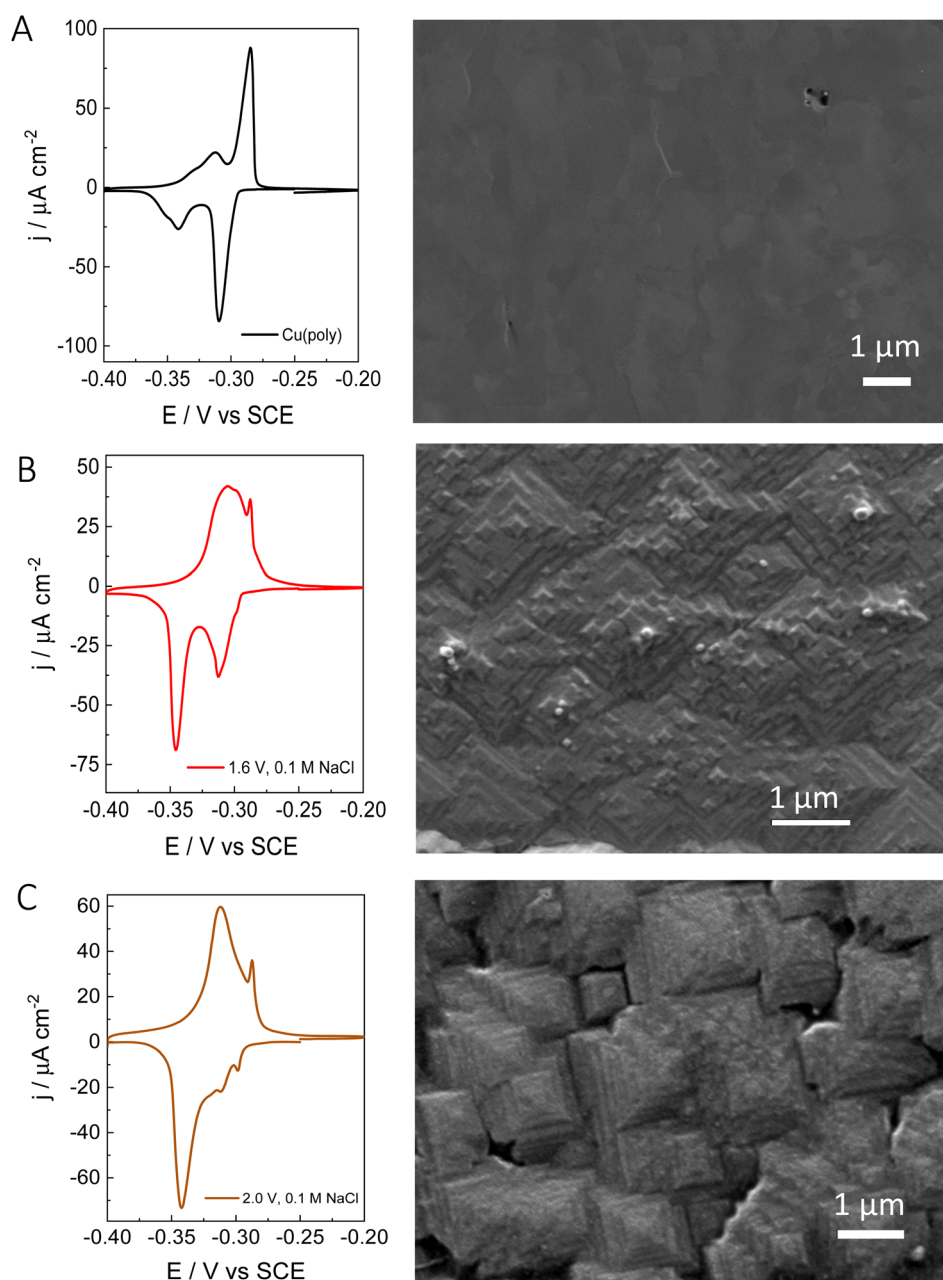 A
100
50
0
-50
-100
j / µA cm-2
Cu(poly)
-0.40 -0.35 -0.30 -0.25 -0.20
E / V vs SCE
1 µm
B
50
25
0
-25
-50
-75
j / µA cm-2
1.6 V, 0.1 M NaCl
-0.40 -0.35 -0.30 -0.25 -0.20
E / V vs SCE
1 µm
C
60
40
20
0
-20
-40
-60
j / µA cm-2
2.0 V, 0.1 M NaCl
-0.40 -0.35 -0.30 -0.25 -0.20
E / V vs SCE
1 µm